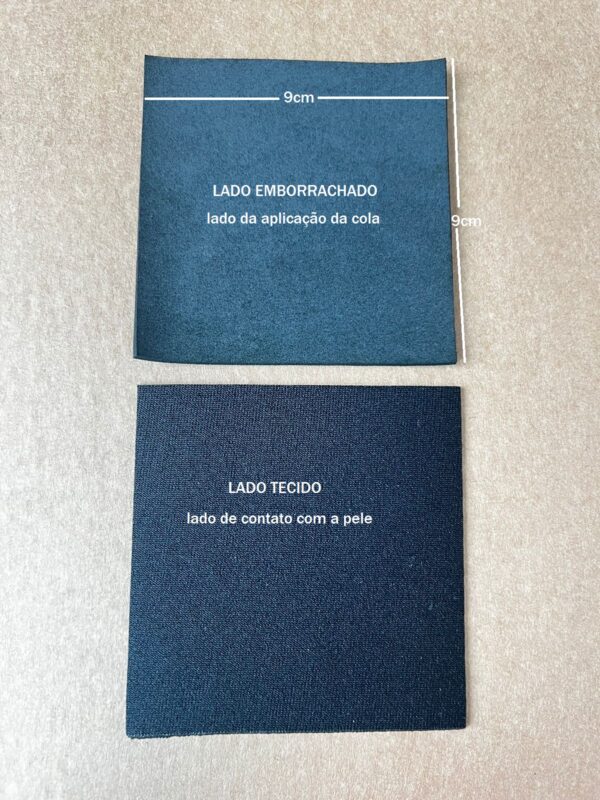 9cm
LADO EMBORRACHADO
lado da aplicação da cola
9cm
LADO TECIDO
lado de contato com a pele